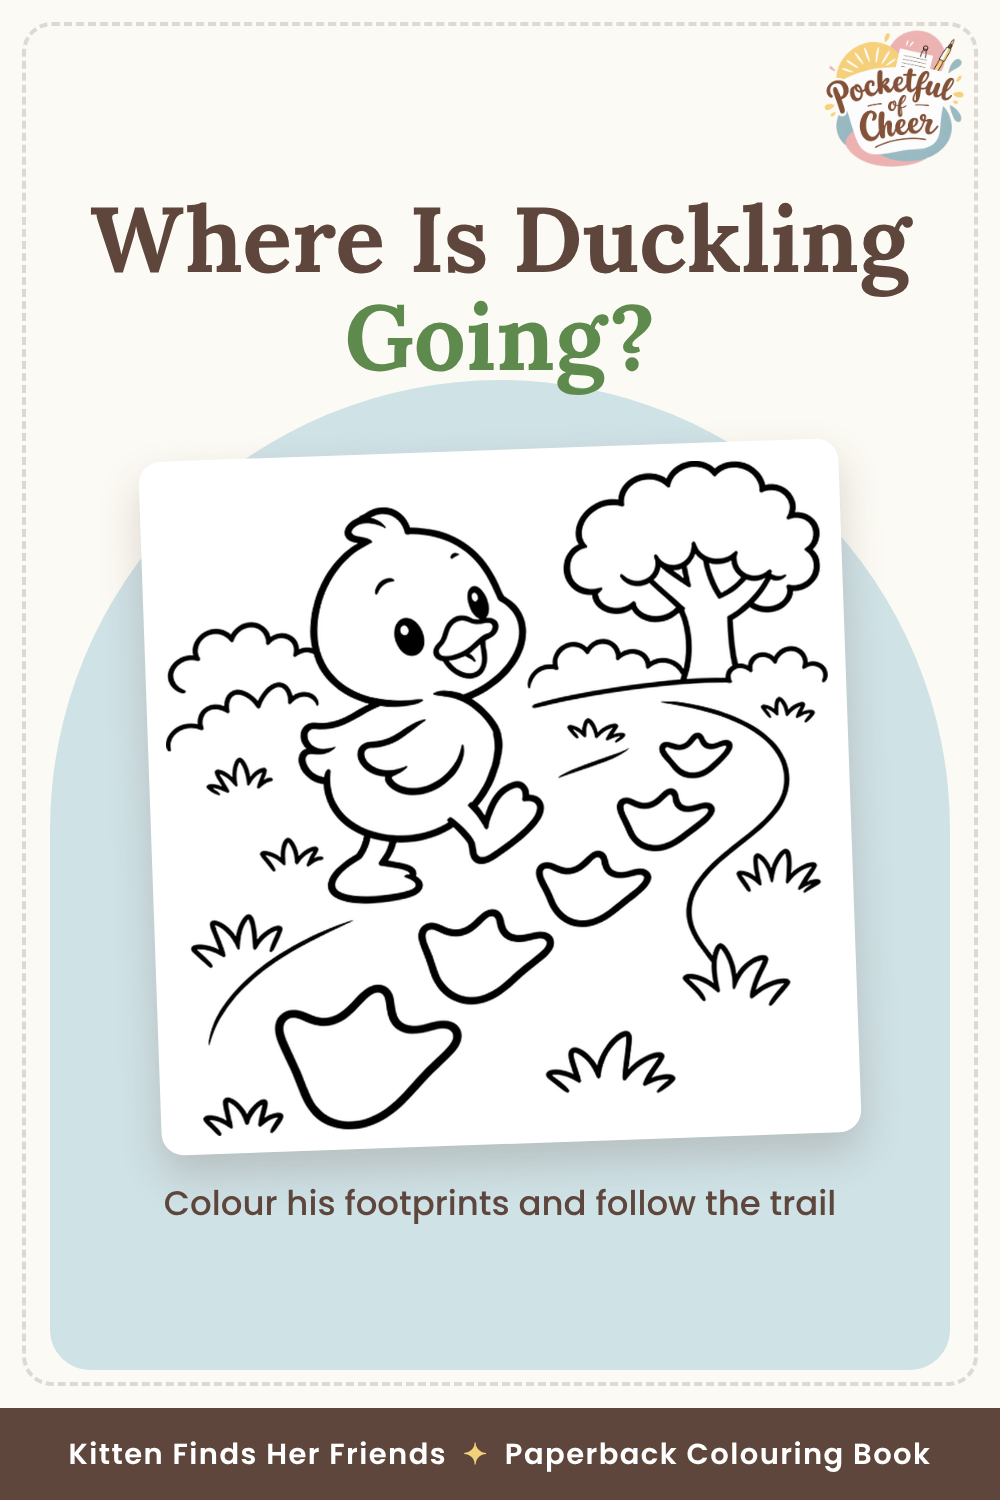 Pocketful
of
Cheer
Where Is Duckling
Going?
Colour his footprints and follow the trail
Kitten Finds Her Friends ✦ Paperback Colouring Book